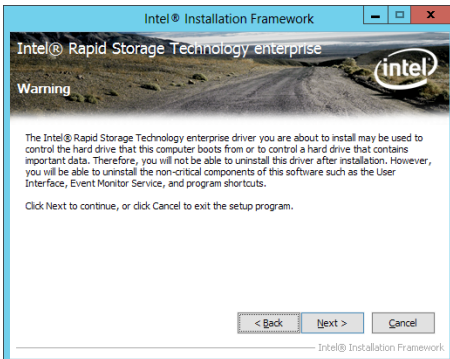 Intel® Installation Framework
Intel® Rapid Storage Technology enterprise
Warning
intel
The Intel® Rapid Storage Technology enterprise driver you are about to install may be used to
control the hard drive that this computer boots from or to control a hard drive that contains
important data. Therefore, you will not be able to uninstall this driver after installation. However,
you will be able to uninstall the non-critical components of this software such as the User
Interface, Event Monitor Service, and program shortcuts.
Click Next to continue, or click Cancel to exit the setup program.
< Back Next > Cancel
Intel® Installation Framework